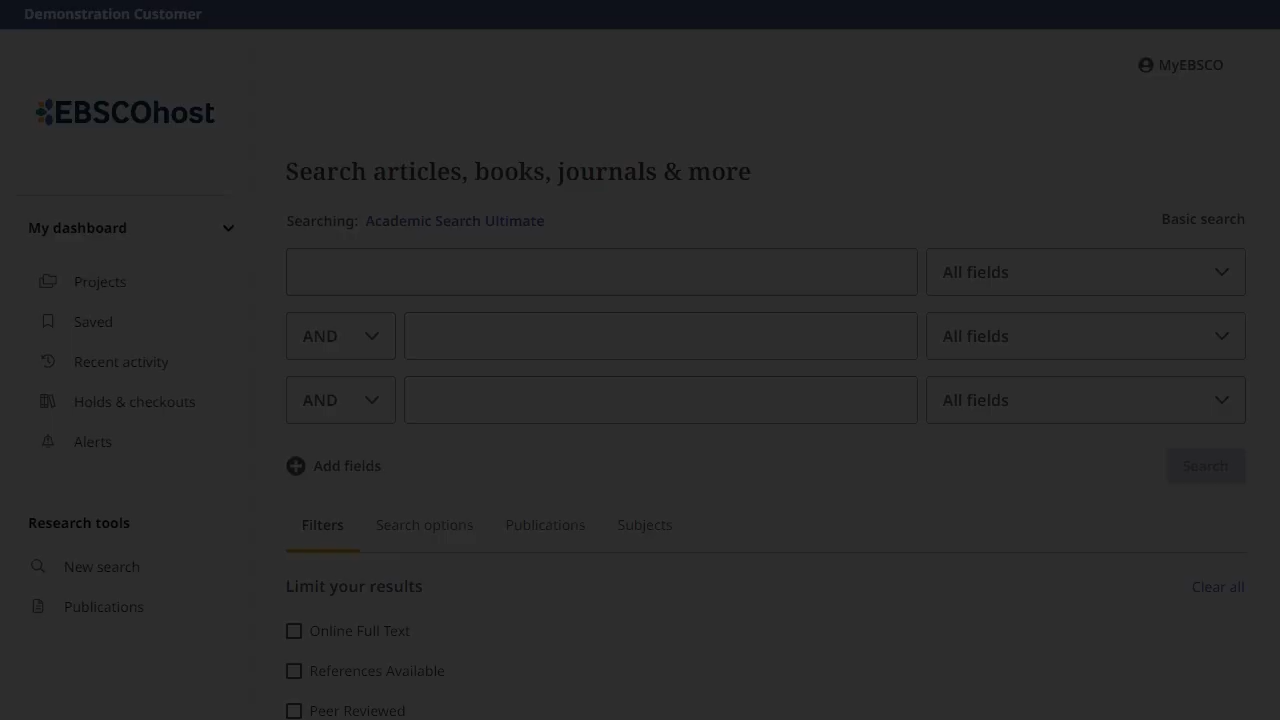 Demonstration Customer
MyEBSCO
EBSCOhost
Search articles, books, journals & more
Searching: Academic Search Ultimate
Basic search
My dashboard
All fields
Projects
Saved
AND
All fields
Recent activity
Holds & checkouts
AND
All fields
Alerts
Add fields
Search
Research tools
Filters
Search options
Publications
Subjects
New search
Publications
Limit your results
Clear all
Online Full Text
References Available
Peer Reviewed